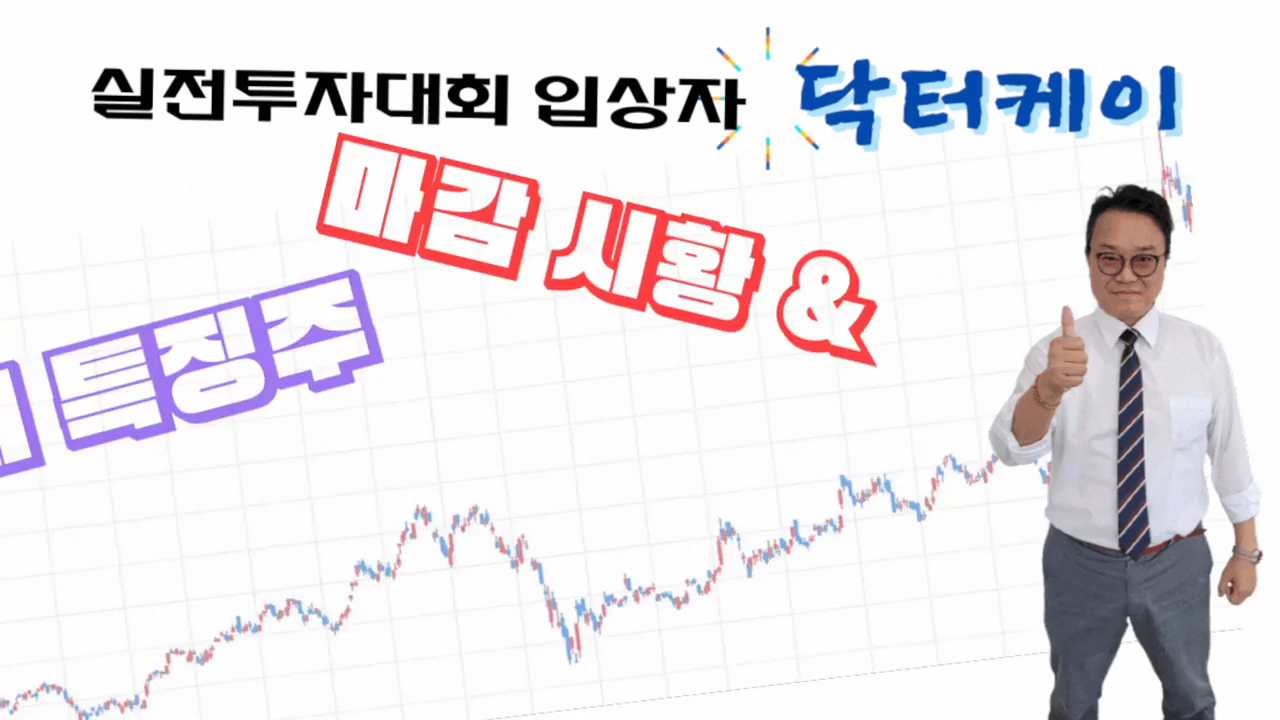 실전투자대회 입상자 닥터케이
마감 시황 &
특징주